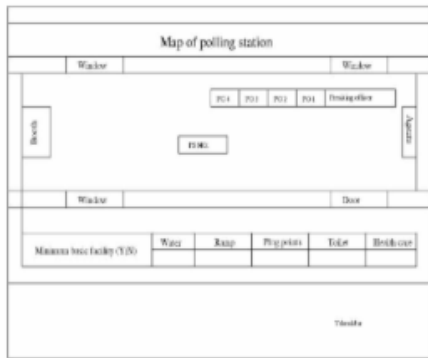 Map of polling station
Window Window
PO4 PO3 PO2 PO1 Presiding officer
Booth
Agents
Window Door
Minimum basic facility (Y/N) Water Ramp Plug points Toilet Health care